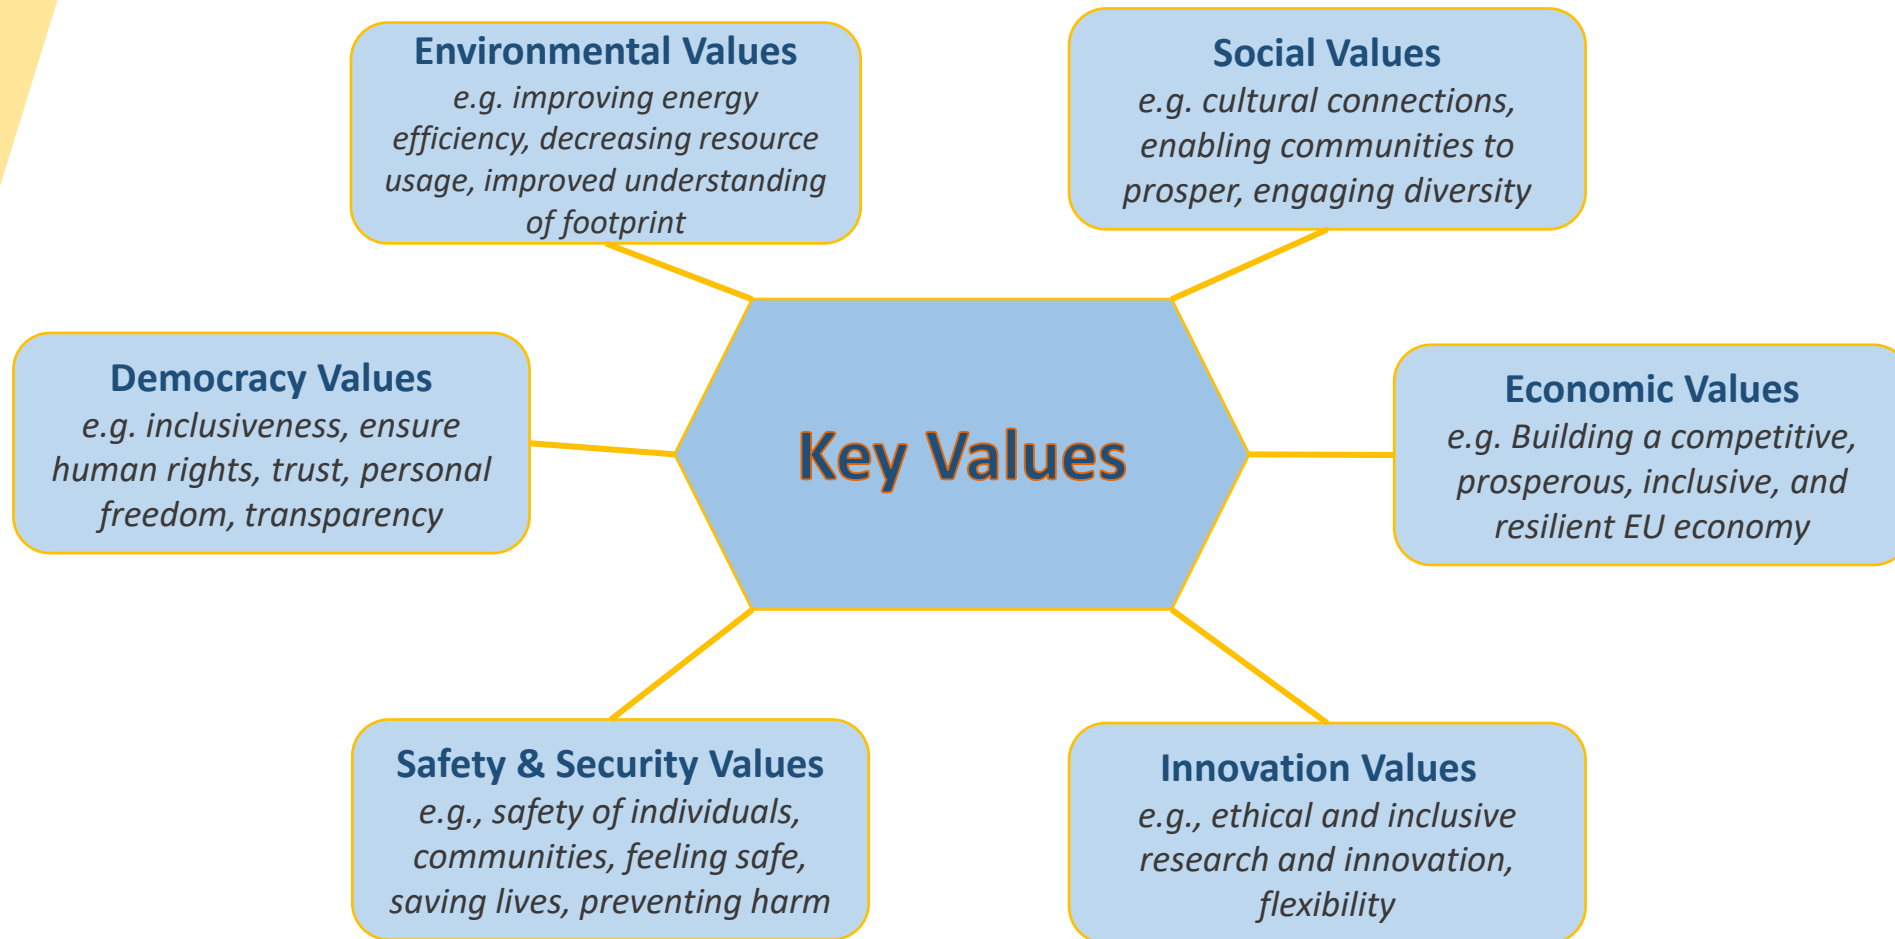 Environmental Values
e.g. improving energy
efficiency, decreasing resource
usage, improved understanding
of footprint
Social Values
e.g. cultural connections,
enabling communities to
prosper, engaging diversity
Democracy Values
e.g. inclusiveness, ensure
human rights, trust, personal
freedom, transparency
Key Values
Economic Values
e.g. Building a competitive,
prosperous, inclusive, and
resilient EU economy
Safety & Security Values
e.g., safety of individuals,
communities, feeling safe,
saving lives, preventing harm
Innovation Values
e.g., ethical and inclusive
research and innovation,
flexibility